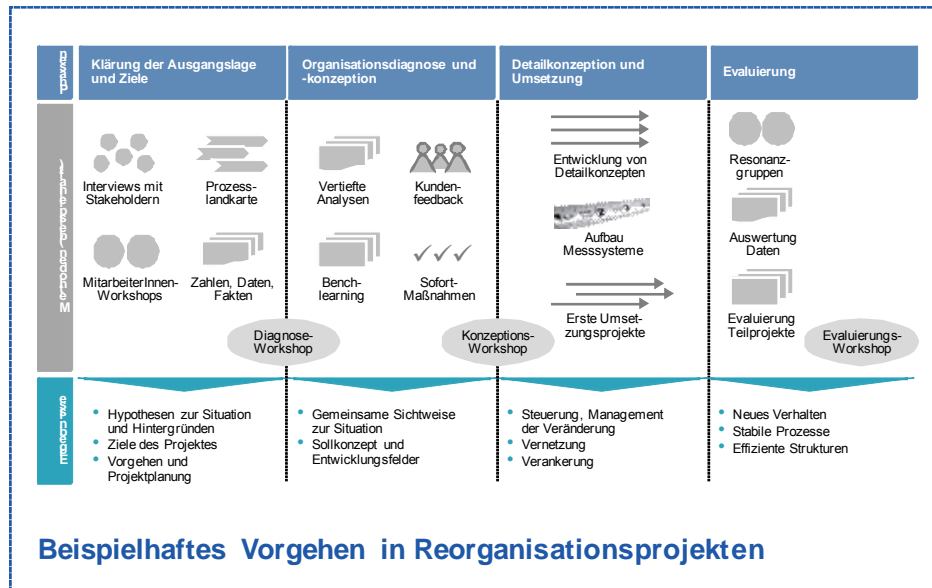 Klärung der Ausgangslage
und Ziele
Organisationsdiagnose und
-konzeption
Detailkonzeption und
Umsetzung
Evaluierung
Interviews mit
Stakeholdern
Prozess-
landkarte
MitarbeiterInnen-
Workshops
Zahlen, Daten,
Fakten
Diagnose-
Workshop
Vertiefte
Analysen
Kunden-
feedback
Bench-
learning
Sofort-
Maßnahmen
Konzeptions-
Workshop
Entwicklung von
Detailkonzepten
Aufbau
Messsysteme
Erste Umset-
zungsprojekte
Resonanz-
gruppen
Auswertung
Daten
Evaluierung
Teilprojekte
Evaluierungs-
Workshop
• Hypothesen zur Situation
und Hintergründen
• Ziele des Projektes
• Vorgehen und
Projektplanung
• Gemeinsame Sichtweise
zur Situation
• Sollkonzept und
Entwicklungsfelder
• Steuerung, Management
der Veränderung
• Vernetzung
• Verankerung
• Neues Verhalten
• Stabile Prozesse
• Effiziente Strukturen
Beispielhaftes Vorgehen in Reorganisationsprojekten